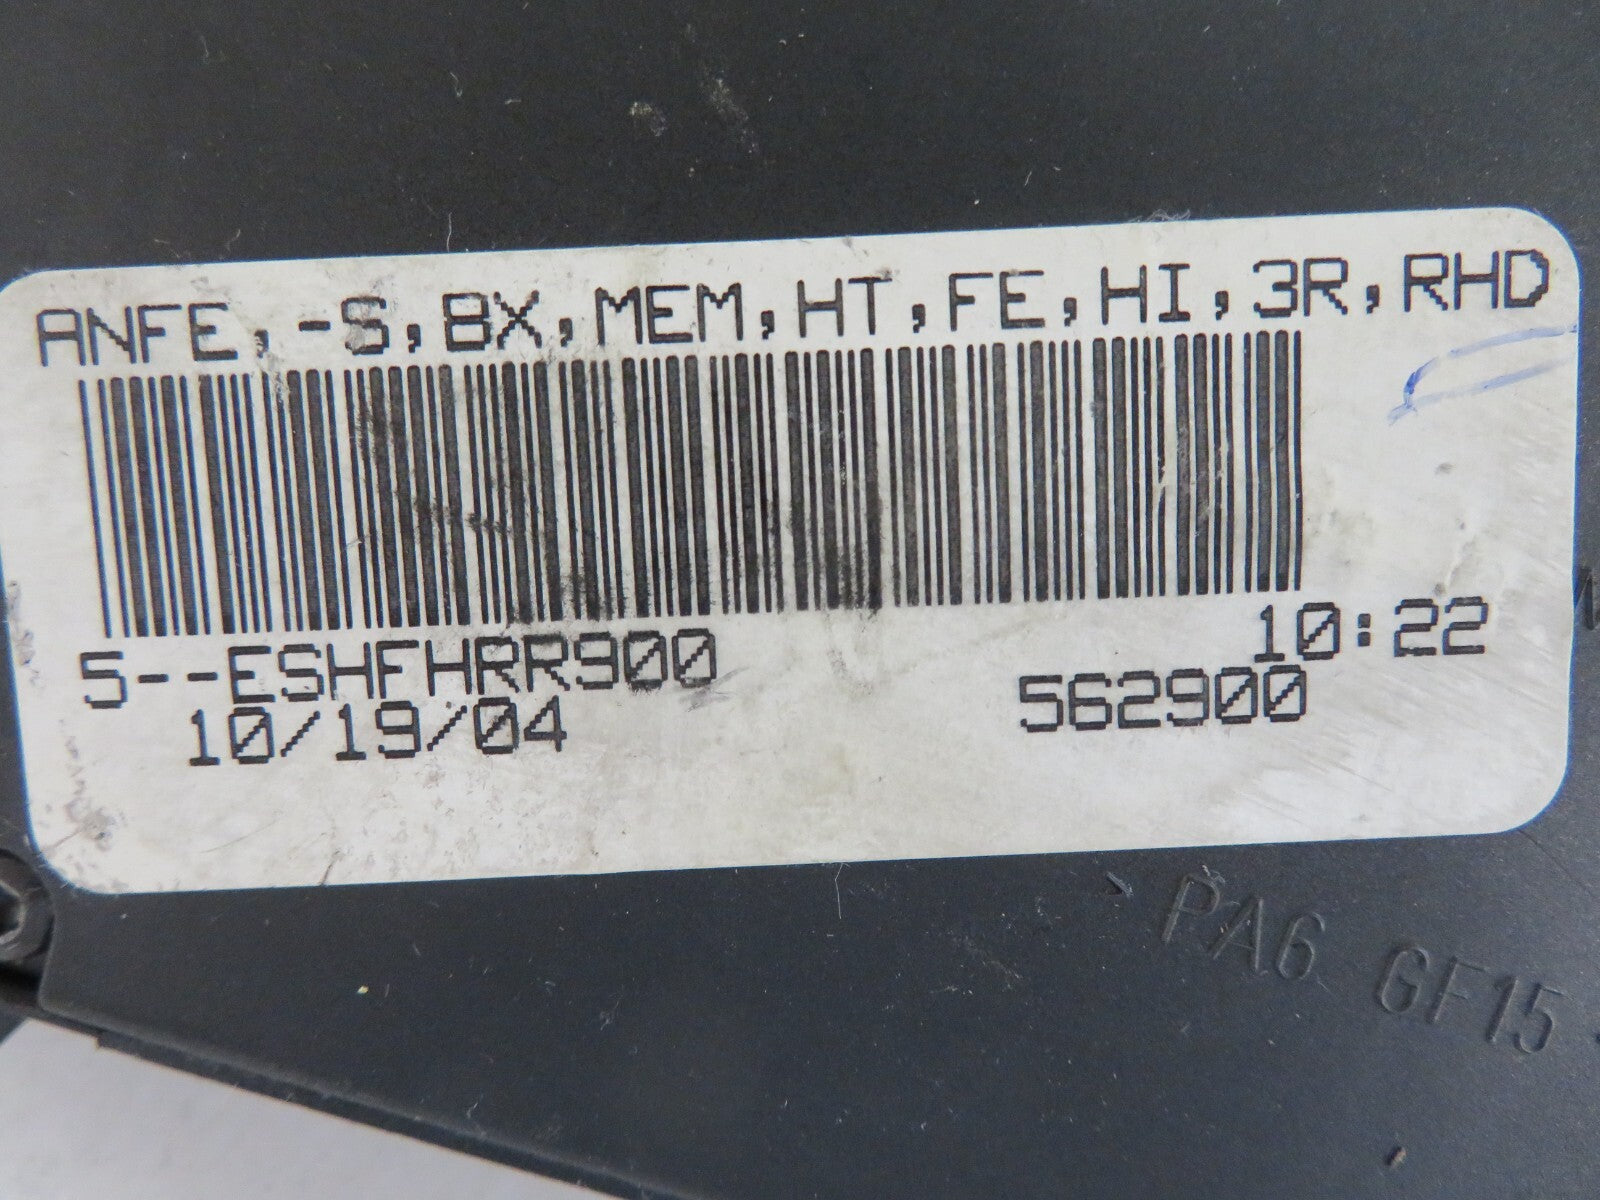 ANFE,-S,8X,MEM,HT,FE,HI,3R,RHD
5--ESHFHRR900
10:22
10/19/04
562900
PA6 GF15